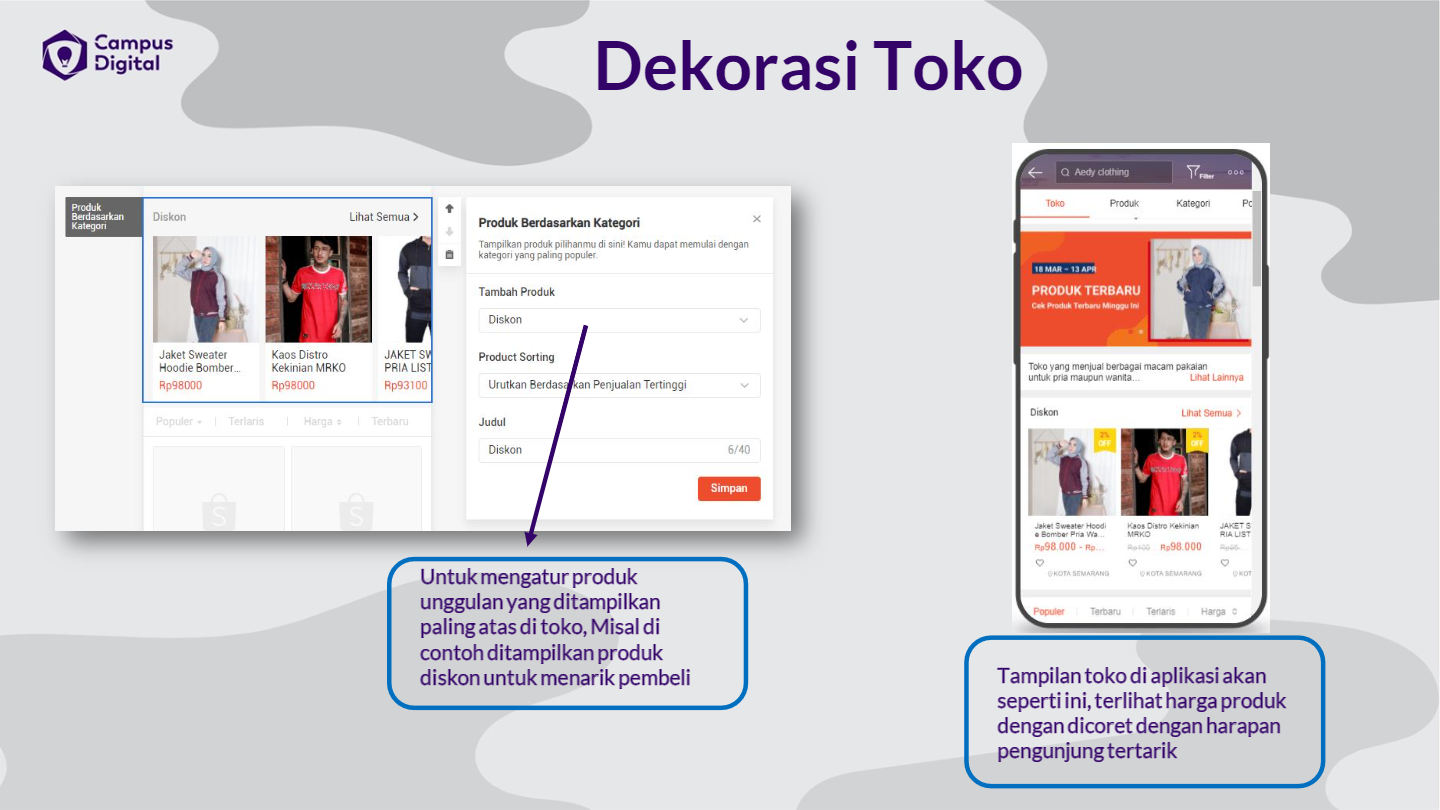 Campus
Digital
Dekorasi Toko
Produk
Berdasarkan
Kategori
Diskon
Lihat Semua
Jaket Sweater
Hoodie Bomber...
Rp98000
Kaos Distro
Kekinian MRKO
Rp98000
JAKET SW
PRIA LIST
Rp93100
Populer
Terlaris
Harga
Terbaru
Produk Berdasarkan Kategori
Tampilkan produk pilihanmu di sini! Kamu dapat memulai dengan
kategori yang paling populer.
Tambah Produk
Diskon
Product Sorting
Urutkan Berdasarkan Penjualan Tertinggi
Judul
Diskon 6/40
Simpan
Untuk mengatur produk
unggulan yang ditampilkan
paling atas di toko, Misal di
contoh ditampilkan produk
diskon untuk menarik pembeli
Aedy clothing
Filter
Toko Produk Kategori Pc
18 MAR – 13 APR
PRODUK TERBARU
Cek Produk Terbaru Minggu Ini
Toko yang menjual berbagai macam pakaian
untuk pria maupun wanita... Lihat Lainnya
Diskon Lihat Semua
2%
OFF
2%
OFF
Jaket Sweater Hoodi
e Bomber Pria Wa...
Rp98.000 - Rp...
KOTA SEMARANG
Kaos Distro Kekinian
MRKO
Rp100 Rp98.000
KOTA SEMARANG
JAKET S
RIA LIST
Rp95
KOT
Populer Terbaru Terlaris Harga
Tampilan toko di aplikasi akan
seperti ini, terlihat harga produk
dengan dicoret dengan harapan
pengunjung tertarik